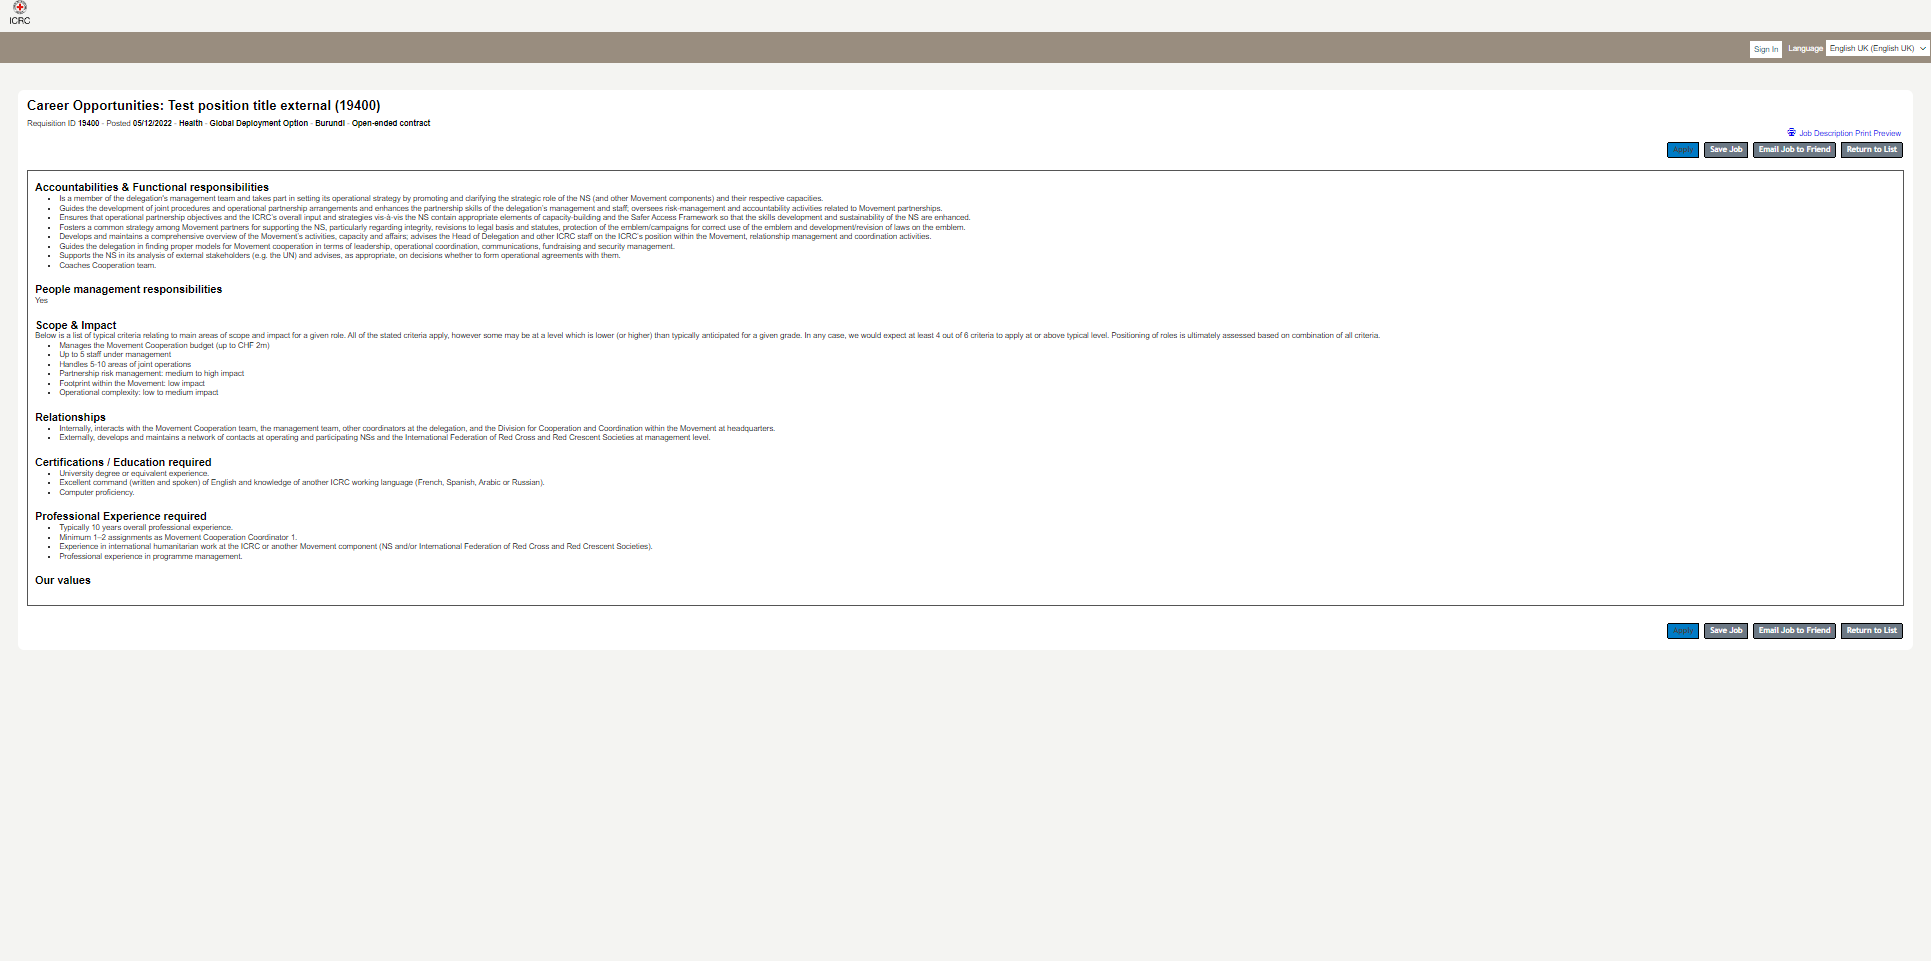 ICRC
Sign In Language English UK (English UK)
Career Opportunities: Test position title external (19400)
Requisition ID 19400 - Posted 05/12/2022 - Health - Global Deployment Option - Burundi - Open-ended contract
Job Description Print Preview
Apply Save Job Email Job to Friend Return to List
Accountabilities & Functional responsibilities
• Is a member of the delegation's management team and takes part in setting its operational strategy by promoting and clarifying the strategic role of the NS (and other Movement components) and their respective capacities.
• Guides the development of joint procedures and operational partnership arrangements and enhances the partnership skills of the delegation's management and staff; oversees risk-management and accountability activities related to Movement partnerships.
• Ensures that operational partnership objectives and the ICRC's overall input and strategies vis-à-vis the NS contain appropriate elements of capacity-building and the Safer Access Framework so that the skills development and sustainability of the NS are enhanced.
• Fosters a common strategy among Movement partners for supporting the NS, particularly regarding integrity, revisions to legal basis and statutes, protection of the emblem/campaigns for correct use of the emblem and development/revision of laws on the emblem.
• Develops and maintains a comprehensive overview of the Movement's activities, capacity and affairs; advises the Head of Delegation and other ICRC staff on the ICRC's position within the Movement, relationship management and coordination activities.
• Guides the delegation in finding proper models for Movement cooperation in terms of leadership, operational coordination, communications, fundraising and security management.
• Supports the NS in its analysis of external stakeholders (e.g. the UN) and advises, as appropriate, on decisions whether to form operational agreements with them.
• Coaches Cooperation team.
People management responsibilities
Yes
Scope & Impact
Below is a list of typical criteria relating to main areas of scope and impact for a given role. All of the stated criteria apply, however some may be at a level which is lower (or higher) than typically anticipated for a given grade. In any case, we would expect at least 4 out of 6 criteria to apply at or above typical level. Positioning of roles is ultimately assessed based on combination of all criteria.
• Manages the Movement Cooperation budget (up to CHF 2m)
• Up to 5 staff under management
• Handles 5-10 areas of joint operations
• Partnership risk management: medium to high impact
• Footprint within the Movement: low impact
• Operational complexity: low to medium impact
Relationships
• Internally, interacts with the Movement Cooperation team, the management team, other coordinators at the delegation, and the Division for Cooperation and Coordination within the Movement at headquarters.
• Externally, develops and maintains a network of contacts at operating and participating NSs and the International Federation of Red Cross and Red Crescent Societies at management level.
Certifications / Education required
• University degree or equivalent experience.
• Excellent command (written and spoken) of English and knowledge of another ICRC working language (French, Spanish, Arabic or Russian).
• Computer proficiency.
Professional Experience required
• Typically 10 years overall professional experience.
• Minimum 1–2 assignments as Movement Cooperation Coordinator 1.
• Experience in international humanitarian work at the ICRC or another Movement component (NS and/or International Federation of Red Cross and Red Crescent Societies).
• Professional experience in programme management.
Our values
Apply Save Job Email Job to Friend Return to List